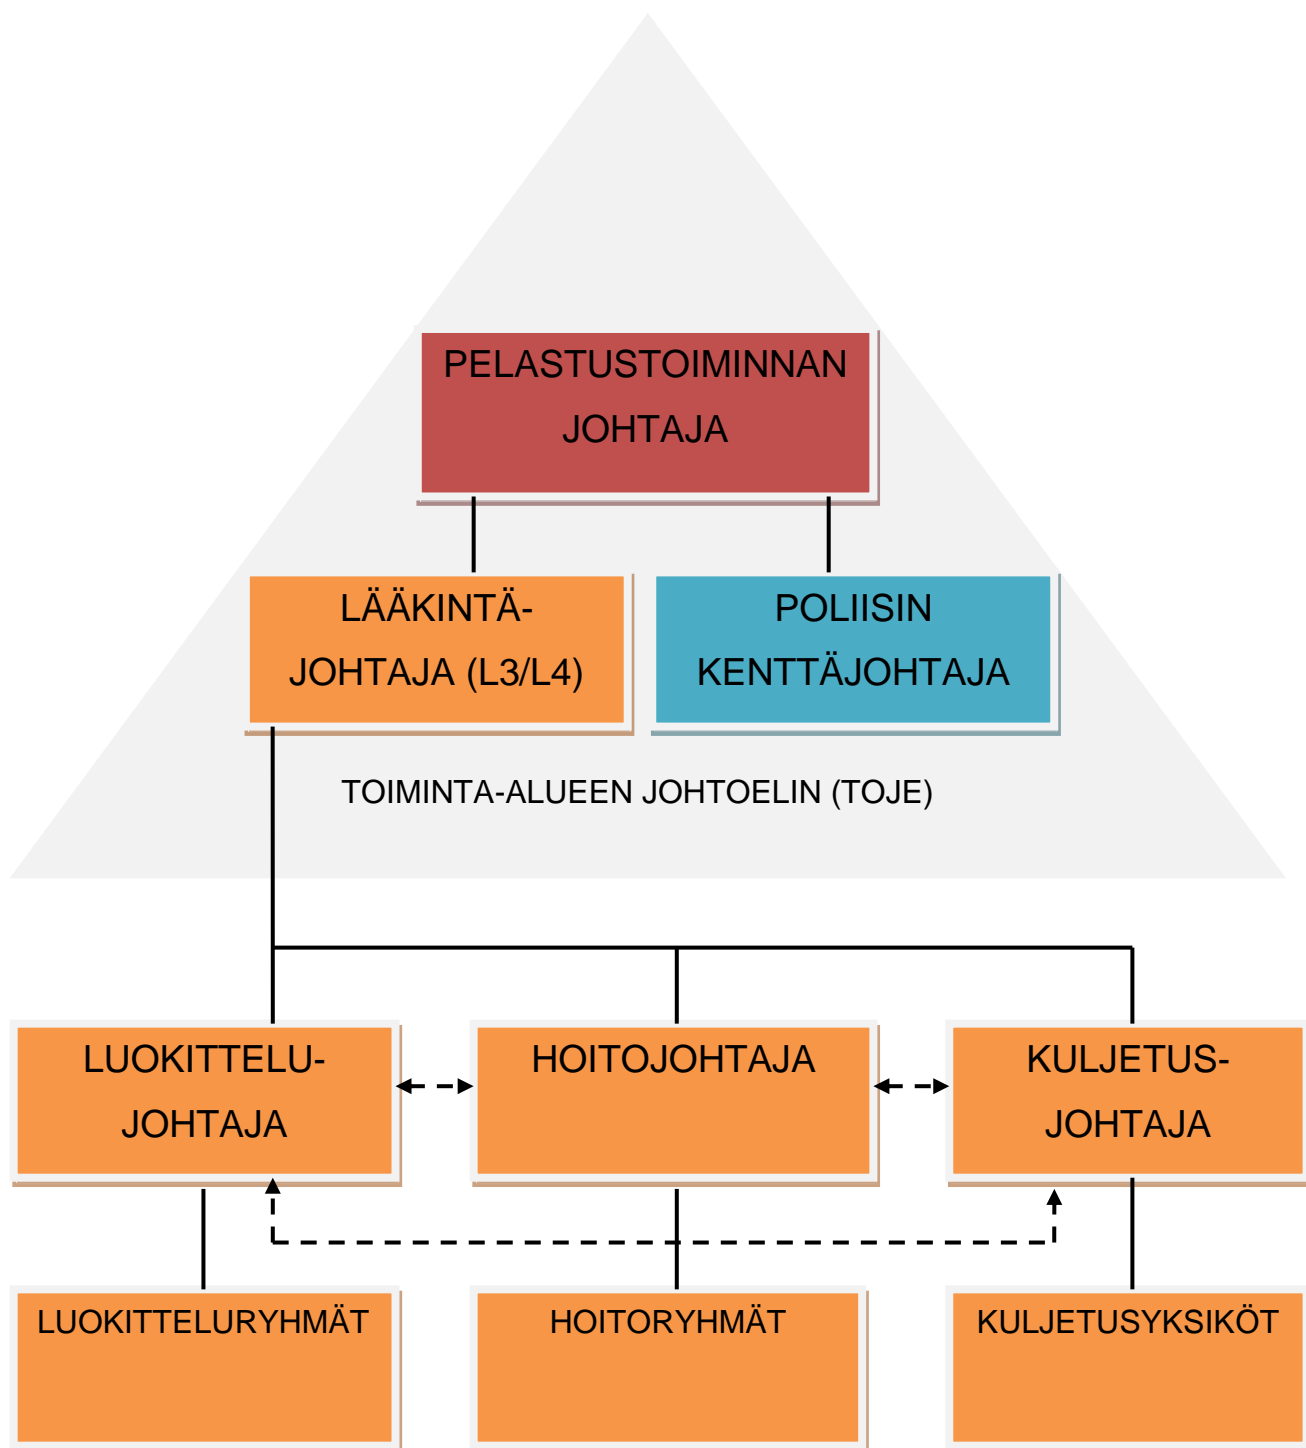 PELASTUSTOIMINNAN
JOHTAJA
LÄÄKINTÄ-
JOHTAJA (L3/L4)
POLIISIN
KENTTÄJOHTAJA
TOIMINTA-ALUEEN JOHTOELIN (TOJE)
LUOKITTELU-
JOHTAJA
HOITOJOHTAJA
KULJETUS-
JOHTAJA
LUOKITTELURYHMÄT
HOITORYHMÄT
KULJETUSYKSIKÖT